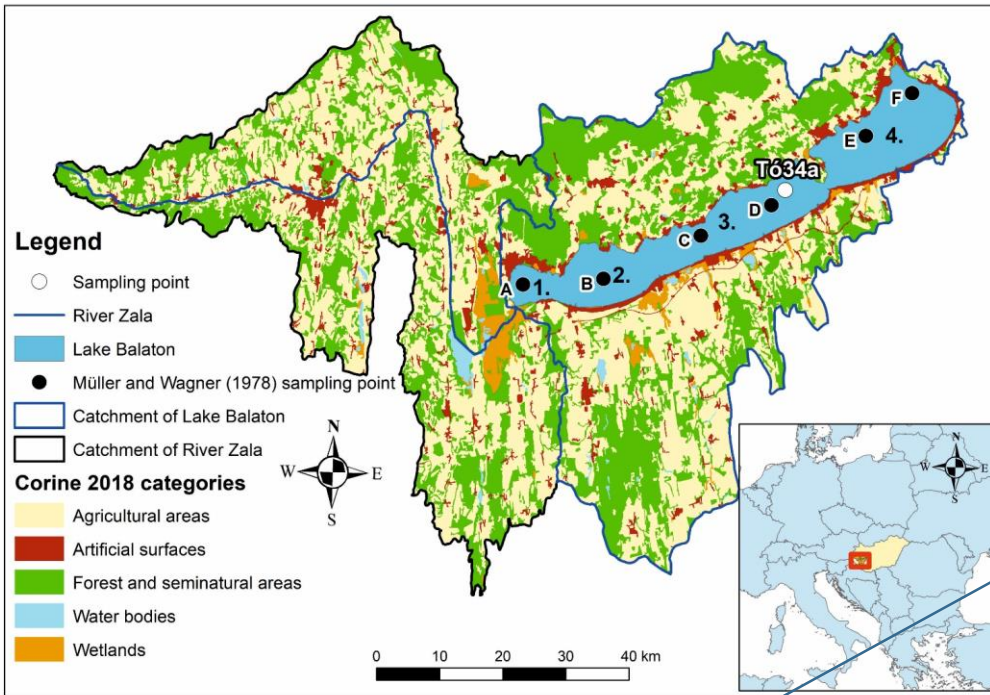 F
E
4.
Tó34a
D
3.
C
2.
B
A
1.
Legend
Sampling point
River Zala
Lake Balaton
Müller and Wagner (1978) sampling point
Catchment of Lake Balaton
Catchment of River Zala
N
W
E
S
Corine 2018 categories
Agricultural areas
Artificial surfaces
Forest and seminatural areas
Water bodies
Wetlands
0 10 20 30 40 km
N
W
E
S